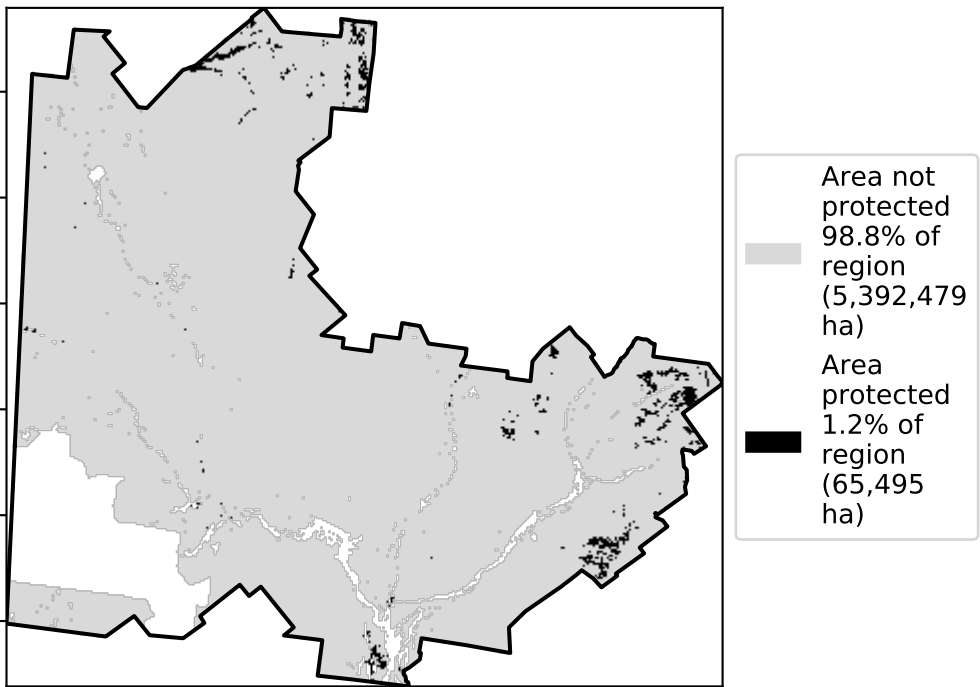 Area not
protected
98.8% of
region
(5,392,479
ha)
Area
protected
1.2% of
region
(65,495
ha)